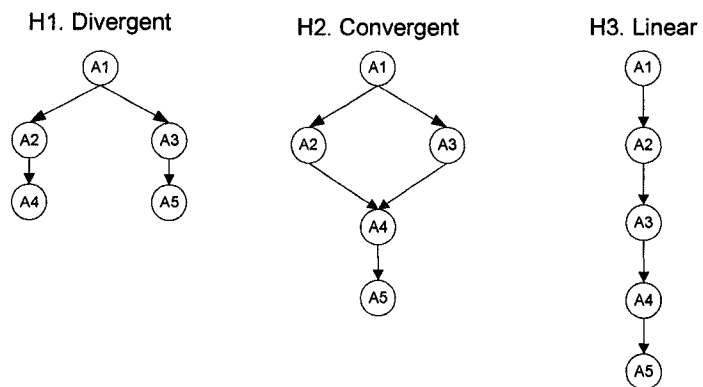 H1. Divergent
A1
A2
A3
A4
A5
H2. Convergent
A1
A2
A3
A4
A5
H3. Linear
A1
A2
A3
A4
A5